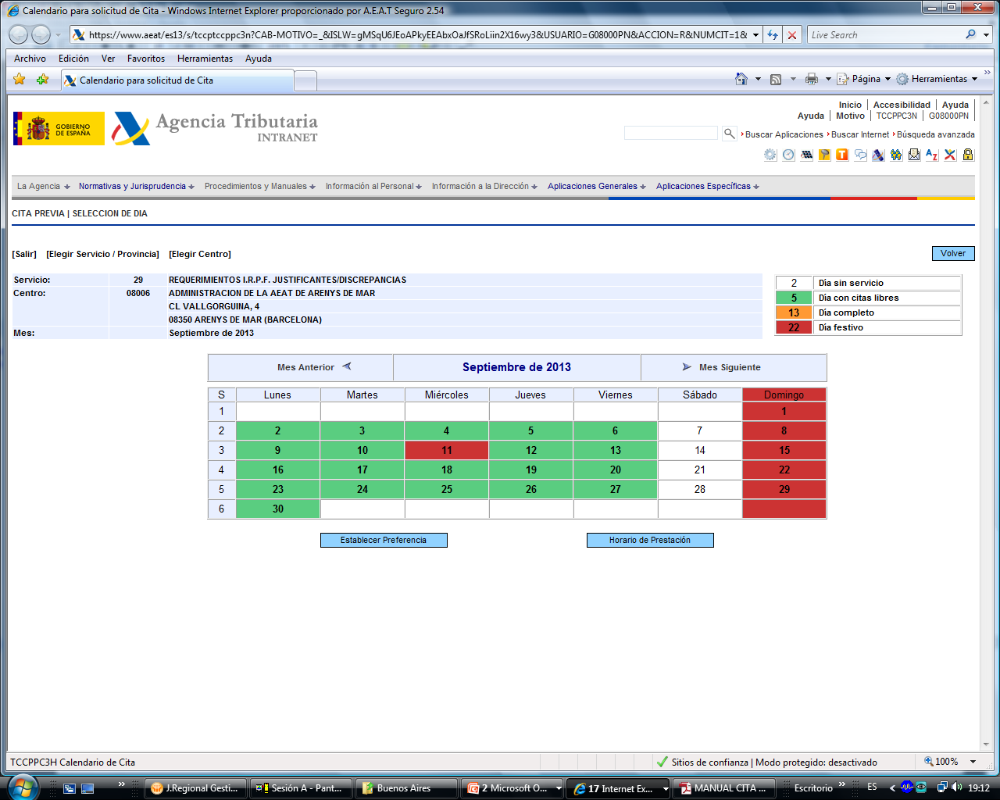 Calendario para solicitud de Cita - Windows Internet Explorer proporcionado por A.E.A.T Seguro 2.54
https://www.aeat/es13/s/tccptccppc3n?CAB-MOTIVO=_&ISLW=gMSqU6JEoAPkyEEAbxOaJfSRoLiin2X16wy3&USUARIO=G08000PN&ACCION=R&NUMCIT=1&
Live Search
Archivo Edición Ver Favoritos Herramientas Ayuda
Calendario para solicitud de Cita
Página Herramientas
GOBIERNO DE ESPAÑA
Agencia Tributaria
INTRANET
Inicio Accesibilidad Ayuda
Ayuda Motivo TCCPPC3N G08000PN
Buscar Aplicaciones Buscar Internet Búsqueda avanzada
La Agencia Normativas y Jurisprudencia Procedimientos y Manuales Información al Personal Información a la Dirección Aplicaciones Generales Aplicaciones Específicas
CITA PREVIA | SELECCION DE DIA
[Salir] [Elegir Servicio / Provincia] [Elegir Centro]
Volver
Servicio: 29 REQUERIMIENTOS I.R.P.F. JUSTIFICANTES/DISCREPANCIAS
Centro: 08006 ADMINISTRACION DE LA AEAT DE ARENYS DE MAR
CL VALLGORGUINA, 4
08350 ARENYS DE MAR (BARCELONA)
Mes: Septiembre de 2013
2 Día sin servicio
5 Día con citas libres
13 Día completo
22 Día festivo
Mes Anterior Septiembre de 2013 Mes Siguiente
S Lunes Martes Miércoles Jueves Viernes Sábado Domingo
1 1
2 2 3 4 5 6 7 8
3 9 10 11 12 13 14 15
4 16 17 18 19 20 21 22
5 23 24 25 26 27 28 29
6 30
Establecer Preferencia Horario de Prestación
TCCPPC3H Calendario de Cita
Sitios de confianza | Modo protegido: desactivado
100%
J.Regional Gesti... Sesión A - Pant... Buenos Aires 2 Microsoft O... 17 Internet Ex... MANUAL CITA ... Escritorio ES 19:12